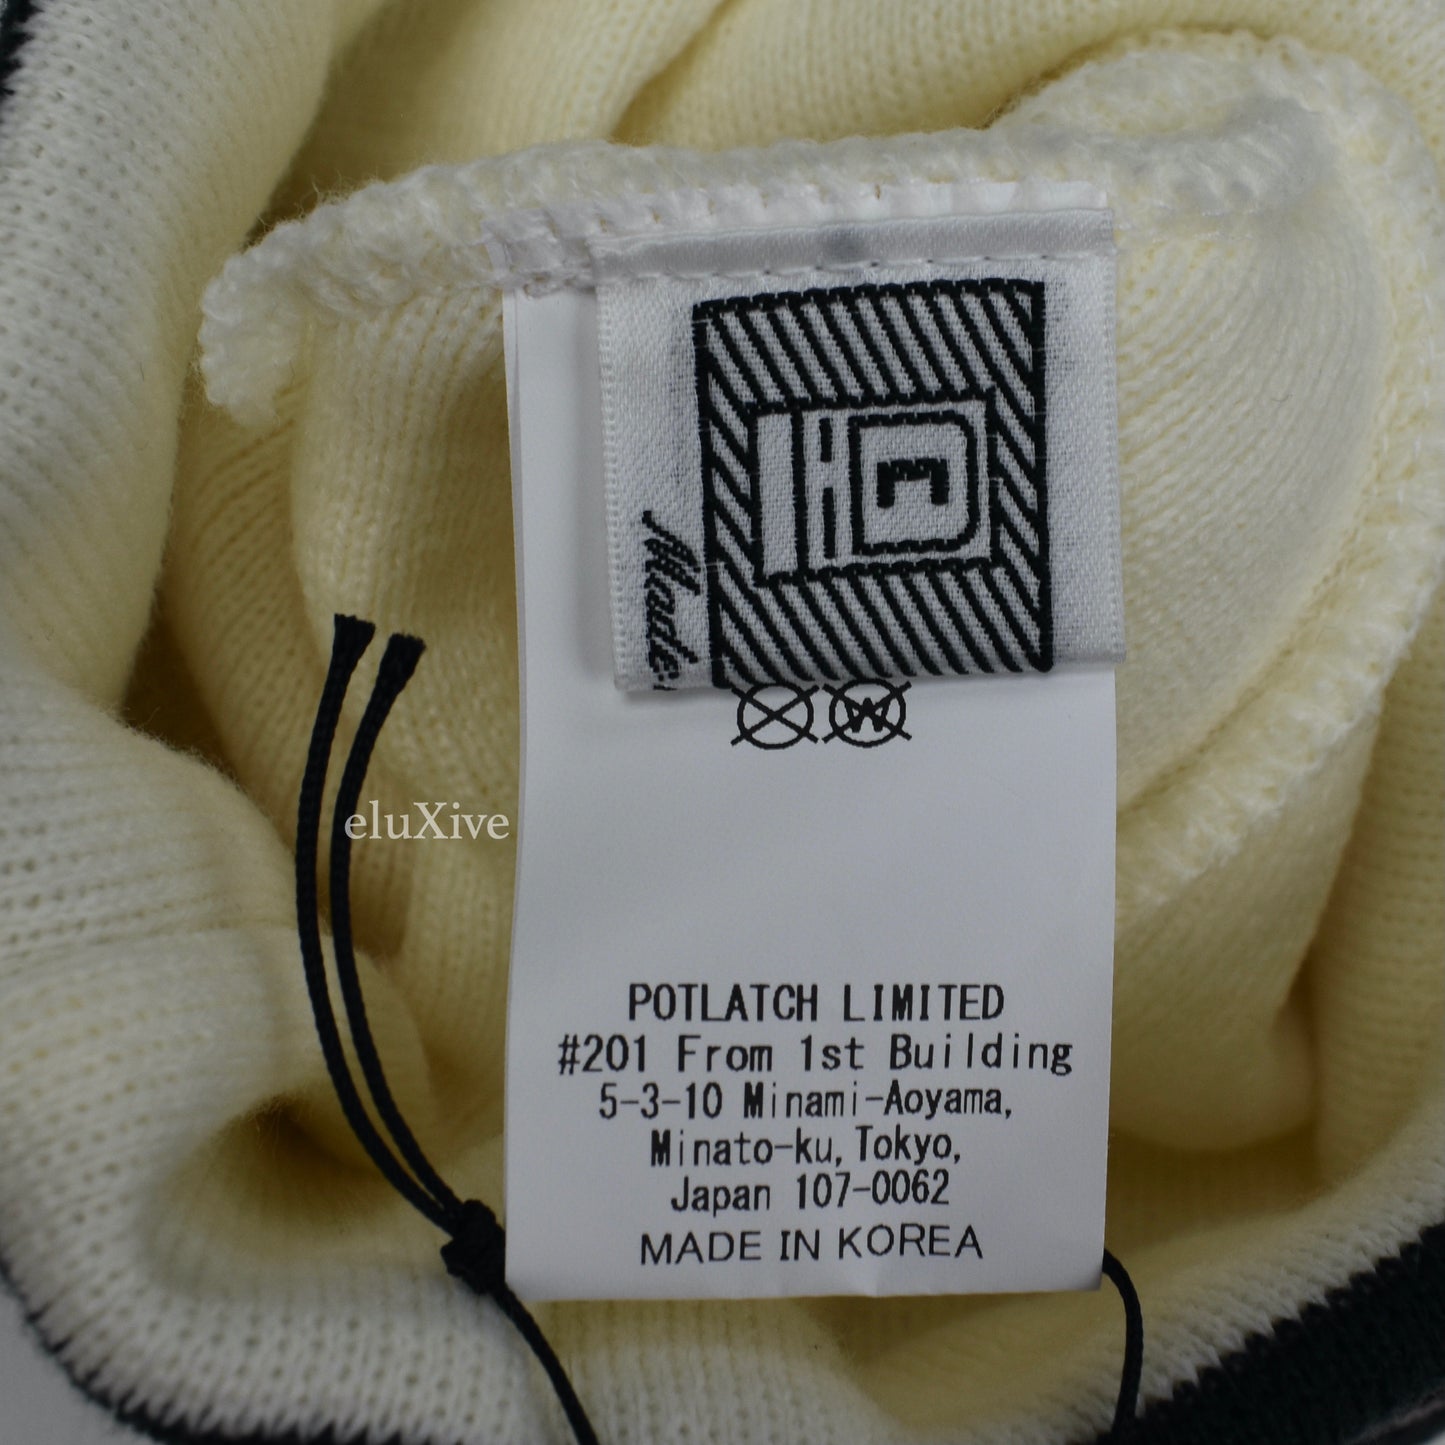 Made
W
eluXive
POTLATCH LIMITED
#201 From 1st Building
5-3-10 Minami-Aoyama,
Minato-ku, Tokyo,
Japan 107-0062
MADE IN KOREA